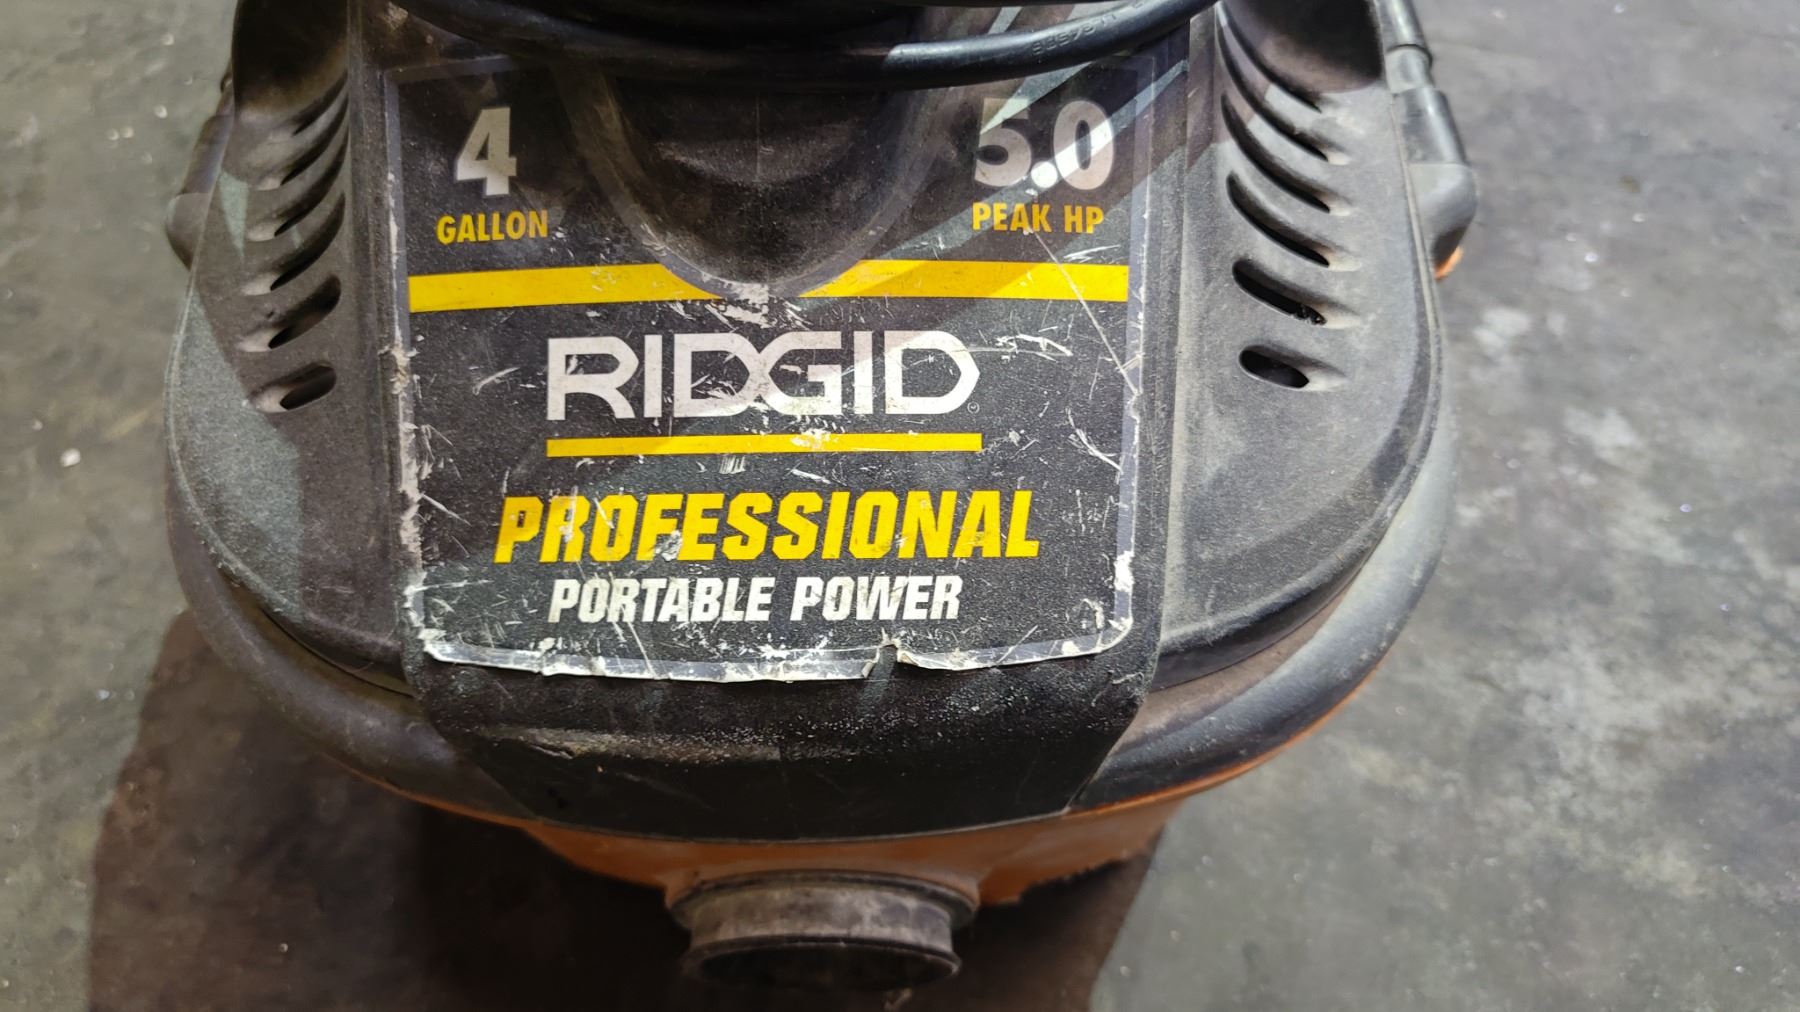 4
GALLON
5.0
PEAK HP
RIDGID
PROFESSIONAL
PORTABLE POWER